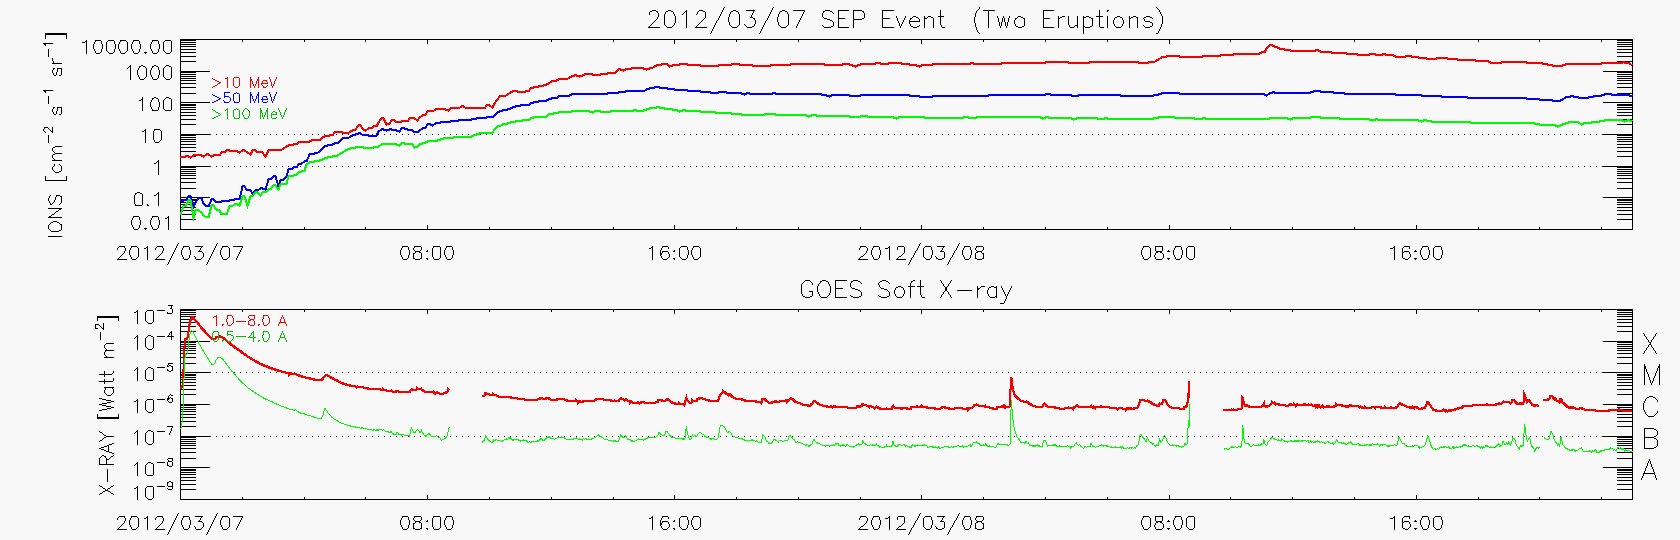 2012/03/07 SEP Event (Two Eruptions)
IONS [cm−2 s−1 sr−1]
10000.00
1000
100
10
1
0.1
0.01
>10 MeV
>50 MeV
>100 MeV
2012/03/07 08:00 16:00 2012/03/08 08:00 16:00
GOES Soft X−ray
X−RAY [Watt m−2]
10−3
10−4
10−5
10−6
10−7
10−8
10−9
1.0−8.0 A
0.5−4.0 A
X
M
C
B
A
2012/03/07 08:00 16:00 2012/03/08 08:00 16:00